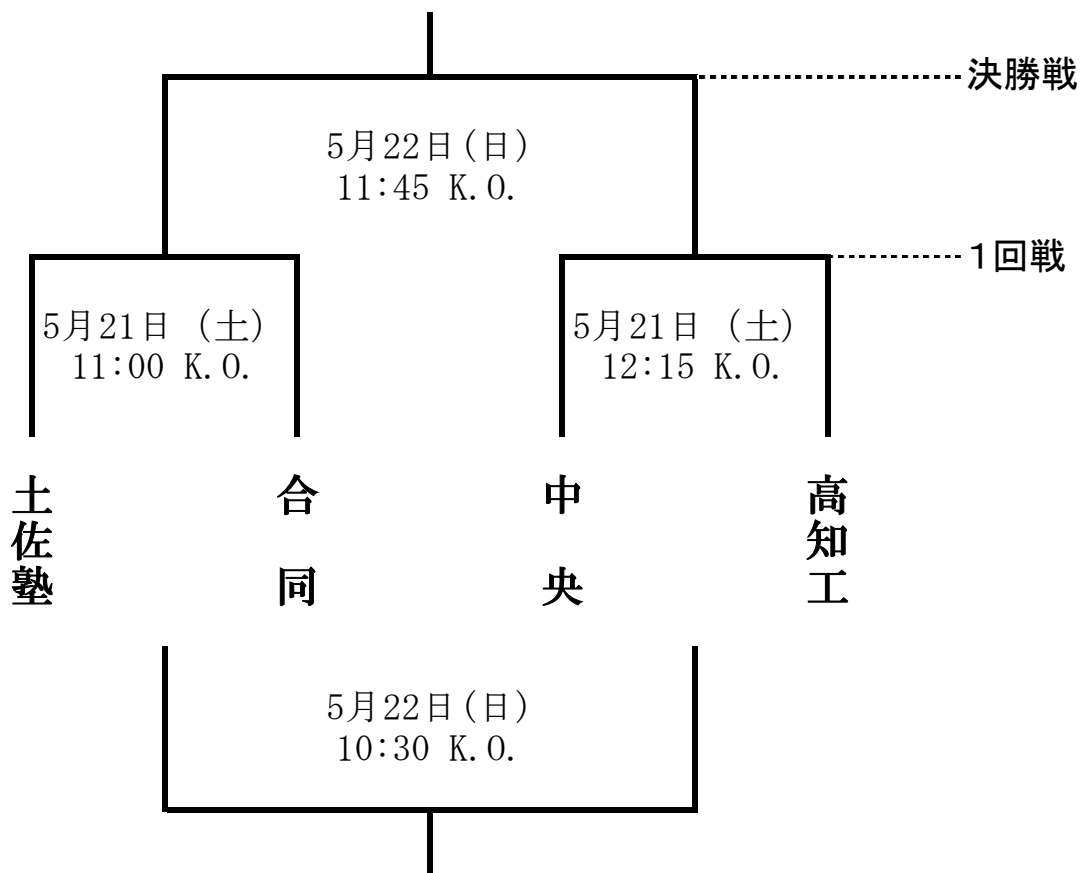 決勝戦
5月22日(日)
11:45 K.O.
1回戦
5月21日 (土)
11:00 K.O.
5月21日 (土)
12:15 K.O.
土佐塾
合同
中央
高知工
5月22日(日)
10:30 K.O.